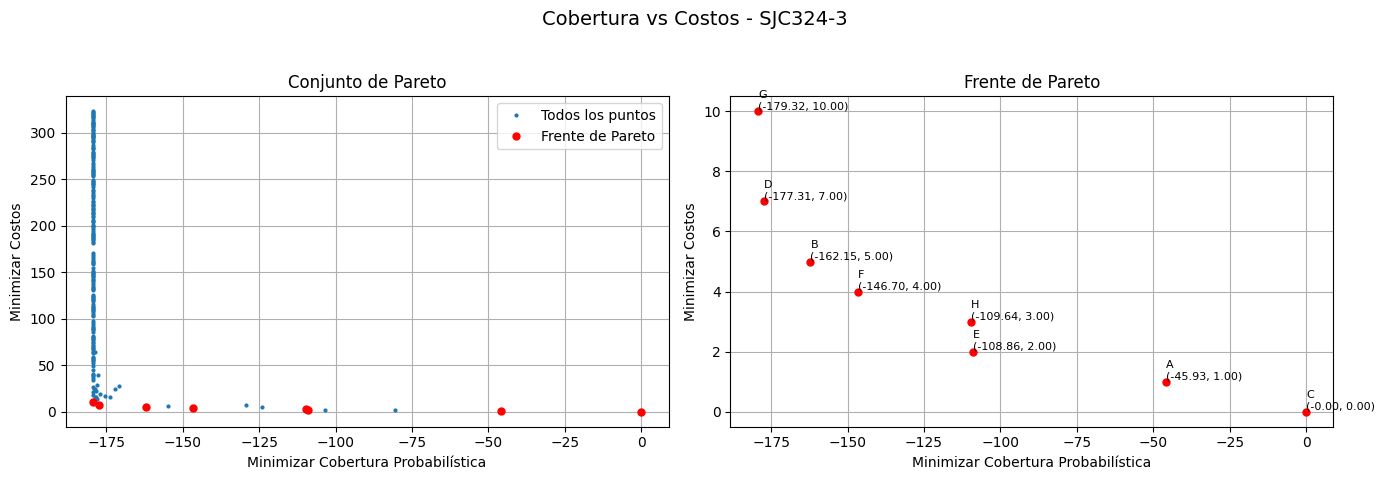 Cobertura vs Costos - SJC324-3
Conjunto de Pareto
Minimizar Costos
300
250
200
150
100
50
0
Todos los puntos
Frente de Pareto
−175
−150
−125
−100
−75
−50
−25
0
Minimizar Cobertura Probabilística
Frente de Pareto
Minimizar Costos
10
8
6
4
2
0
G
(-179.32, 10.00)
D
(-177.31, 7.00)
B
(-162.15, 5.00)
F
(-146.70, 4.00)
H
(-109.64, 3.00)
E
(-108.86, 2.00)
A
(-45.93, 1.00)
C
(-0.00, 0.00)
−175
−150
−125
−100
−75
−50
−25
0
Minimizar Cobertura Probabilística